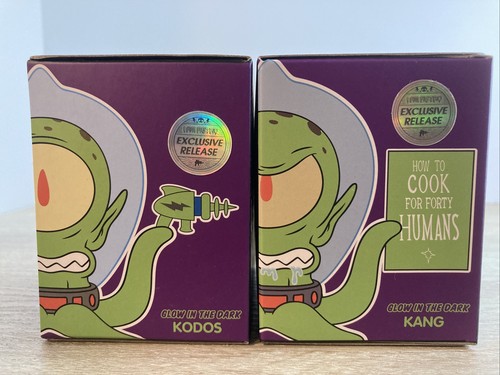 EXCLUSIVE
RELEASE
GLOW IN THE DARK
KODOS
EXCLUSIVE
RELEASE
HOW TO
COOK
FOR FORTY
HUMANS
GLOW IN THE DARK
KANG